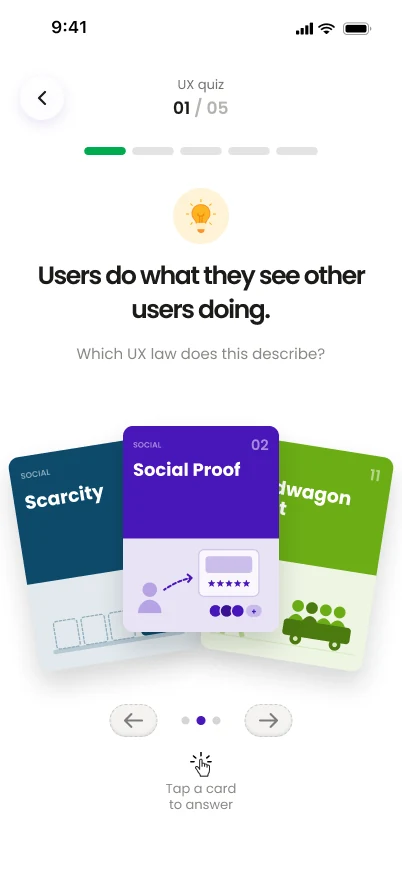 9:41
UX quiz
01 / 05
Users do what they see other
users doing.
Which UX law does this describe?
SOCIAL
Scarcity
SOCIAL
02
Social Proof
11
dwagon
t
Tap a card
to answer